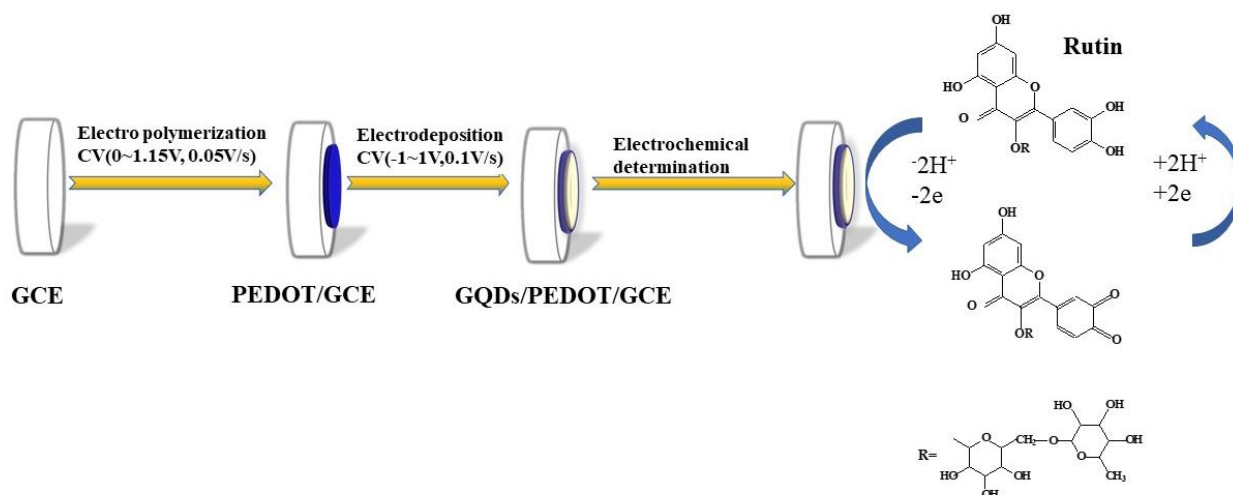 Electro polymerization
CV(0~1.15V, 0.05V/s)
Electrodeposition
CV(-1~1V,0.1V/s)
Electrochemical
determination
GCE
PEDOT/GCE
GQDs/PEDOT/GCE
Rutin
OH
HO
O
O
OR
OH
OH
-2H⁺
-2e
+2H⁺
+2e
OH
HO
O
O
OR
O
O
R=
O
CH₂
O
OH
OH
OH
O
CH₃
HO
OH
OH